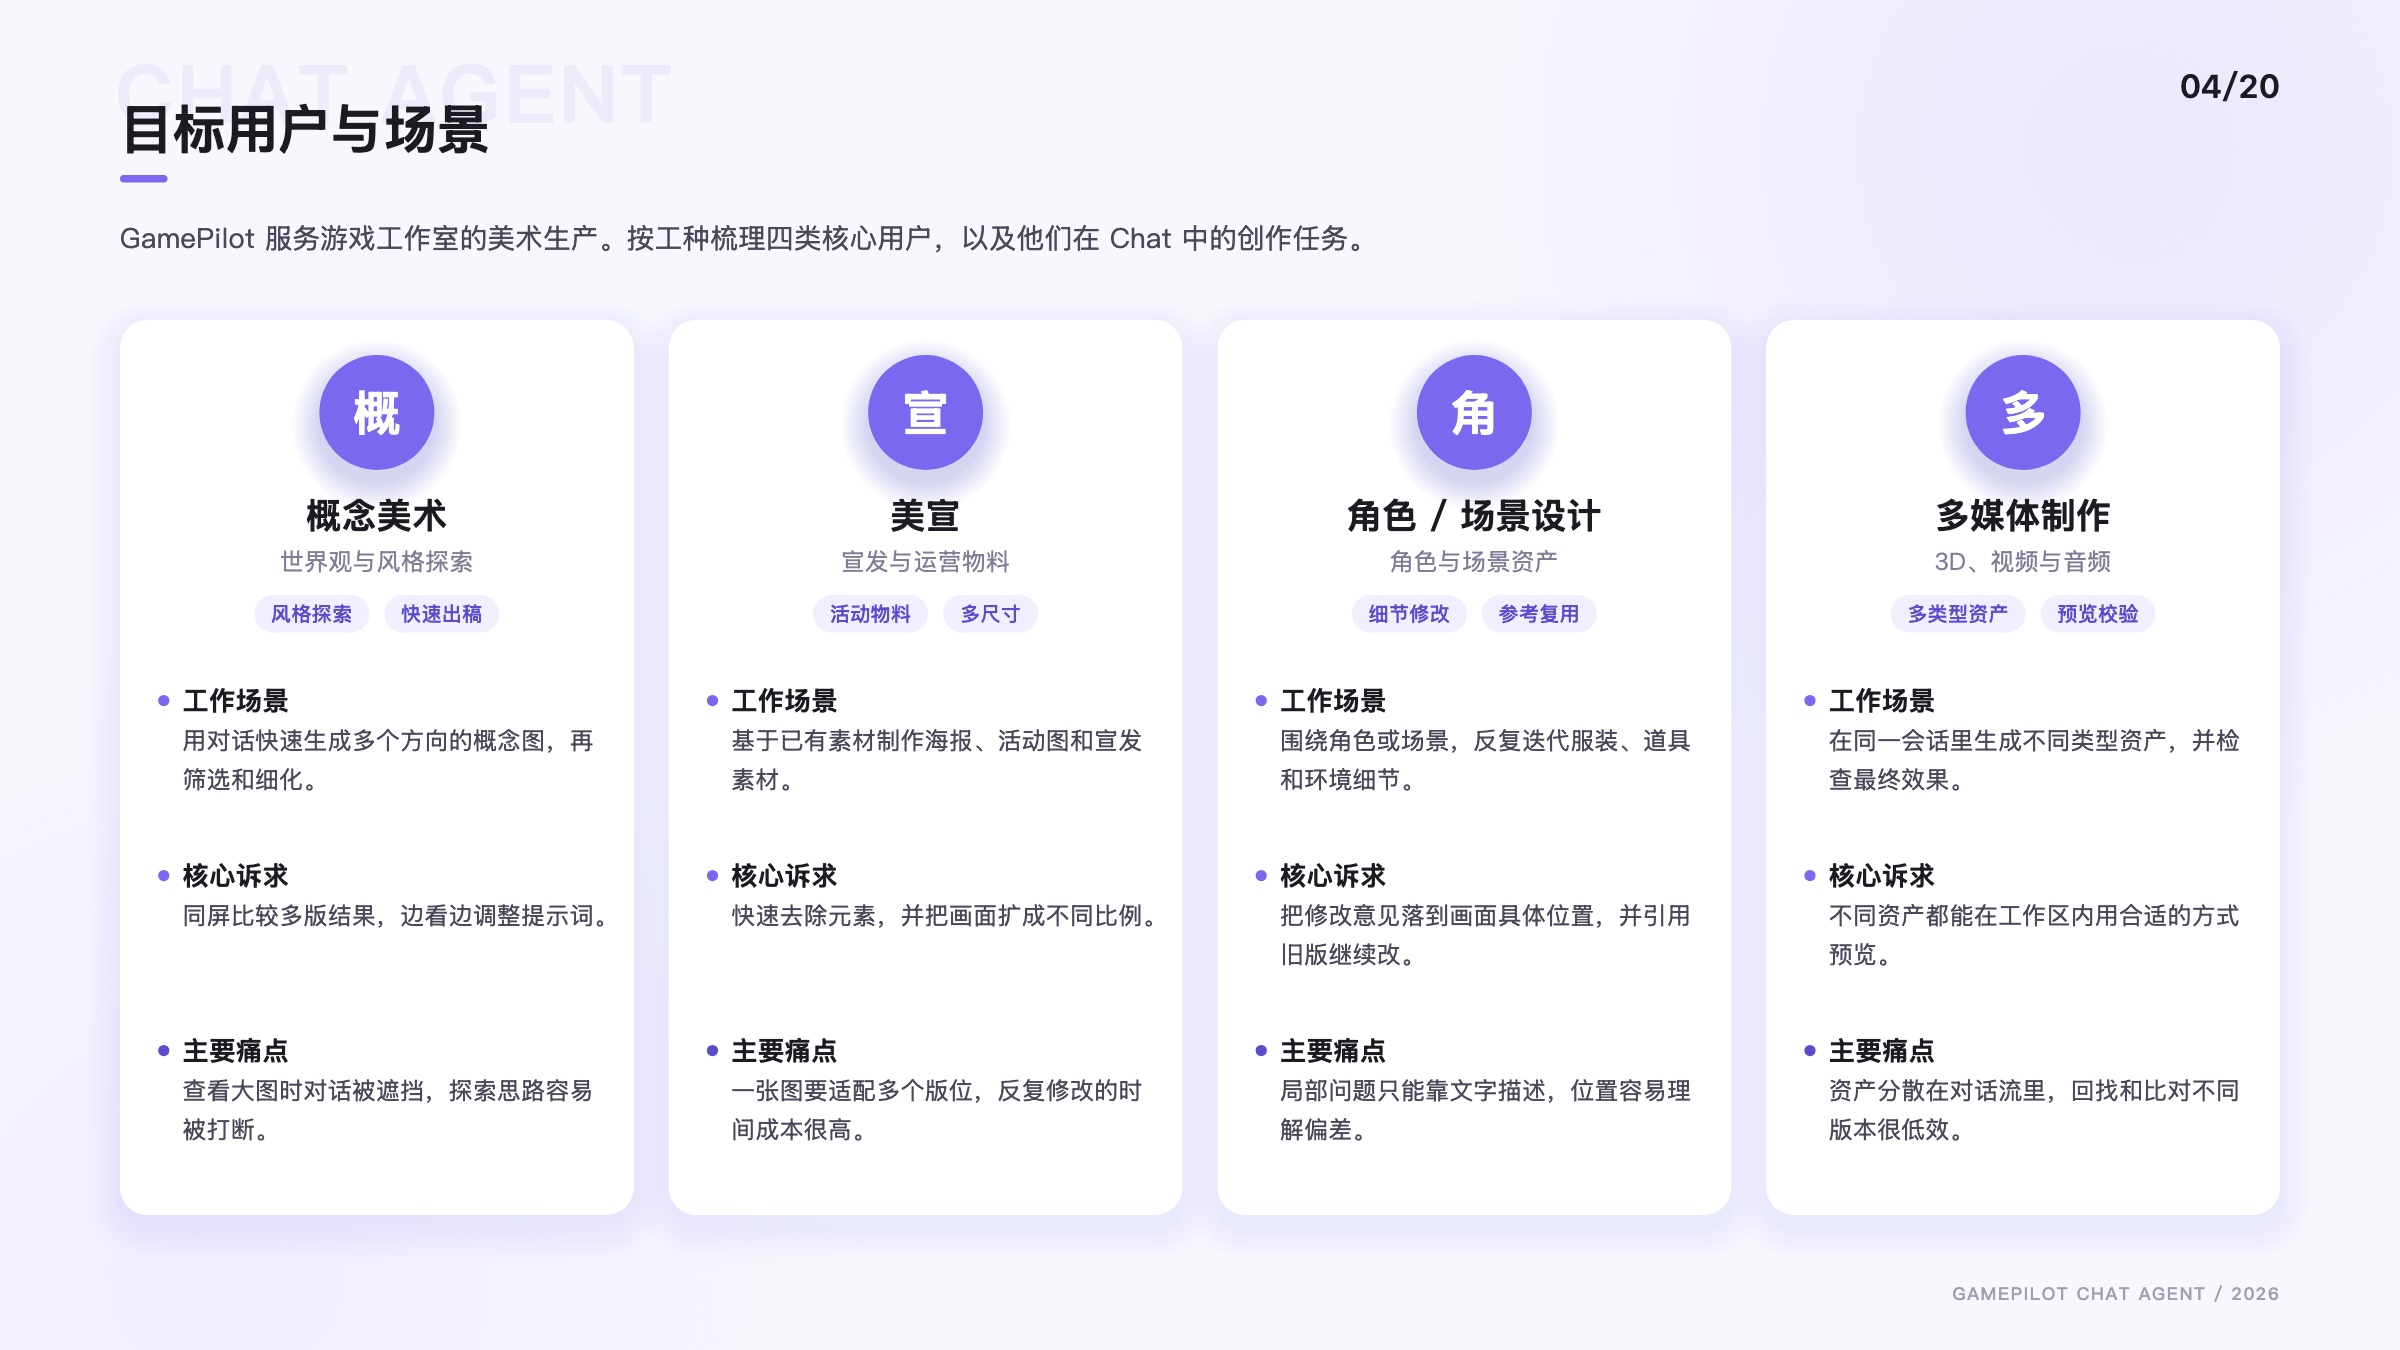 CHAT AGENT
04/20
目标用户与场景
GamePilot 服务游戏工作室的美术生产。按工种梳理四类核心用户，以及他们在 Chat 中的创作任务。
概
概念美术
世界观与风格探索
风格探索 快速出稿
工作场景
用对话快速生成多个方向的概念图，再
筛选和细化。
核心诉求
同屏比较多版结果，边看边调整提示词。
主要痛点
查看大图时对话被遮挡，探索思路容易
被打断。
宣
美宣
宣发与运营物料
活动物料 多尺寸
工作场景
基于已有素材制作海报、活动图和宣发
素材。
核心诉求
快速去除元素，并把画面扩成不同比例。
主要痛点
一张图要适配多个版位，反复修改的时
间成本很高。
角
角色 / 场景设计
角色与场景资产
细节修改 参考复用
工作场景
围绕角色或场景，反复迭代服装、道具
和环境细节。
核心诉求
把修改意见落到画面具体位置，并引用
旧版继续改。
主要痛点
局部问题只能靠文字描述，位置容易理
解偏差。
多
多媒体制作
3D、视频与音频
多类型资产 预览校验
工作场景
在同一会话里生成不同类型资产，并检
查最终效果。
核心诉求
不同资产都能在工作区内用合适的方式
预览。
主要痛点
资产分散在对话流里，回找和比对不同
版本很低效。
GAMEPILOT CHAT AGENT / 2026